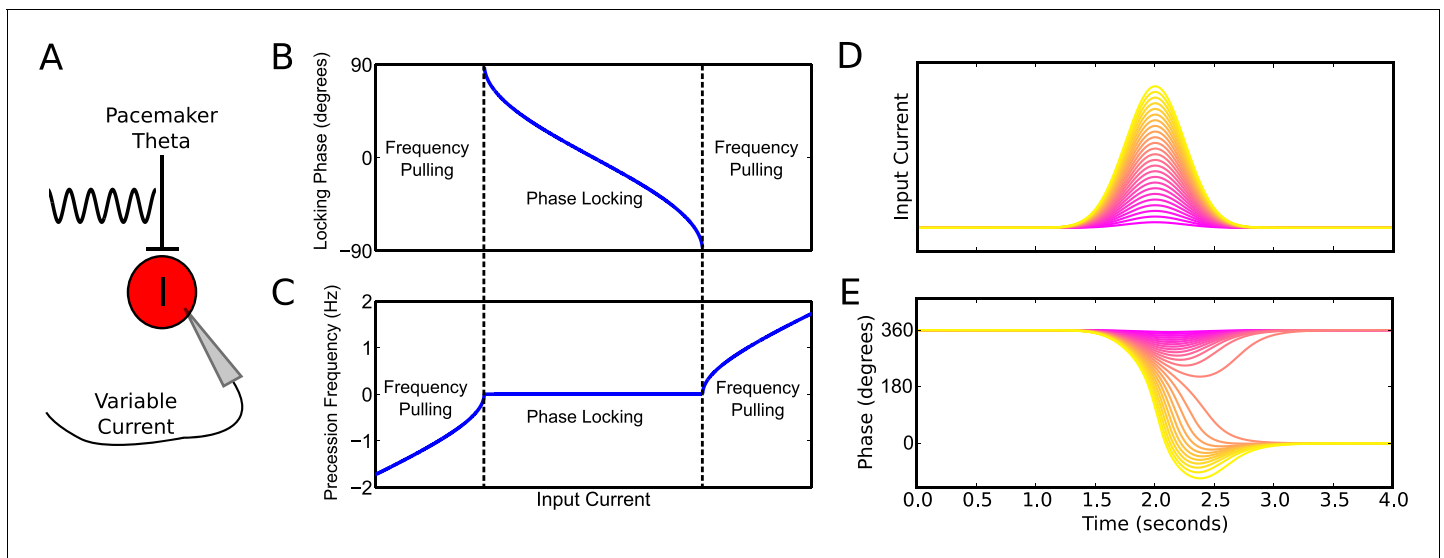 A
Pacemaker
Theta
I
Variable
Current
B
Locking Phase (degrees)
90
0
−90
Frequency
Pulling
Phase Locking
Frequency
Pulling
C
Precession Frequency (Hz)
2
1
0
−1
−2
Frequency
Pulling
Phase Locking
Frequency
Pulling
Input Current
D
Input Current
E
Phase (degrees)
360
180
0
0.0 0.5 1.0 1.5 2.0 2.5 3.0 3.5 4.0
Time (seconds)